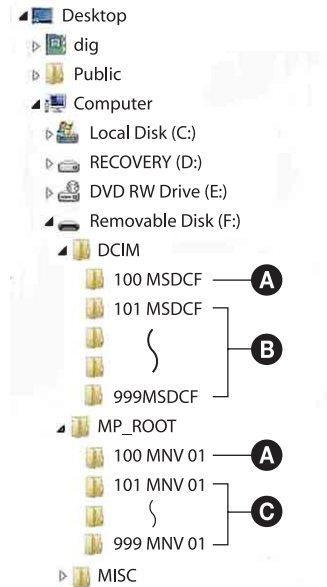 Desktop
dig
Public
Computer
Local Disk (C:)
RECOVERY (D:)
DVD RW Drive (E:)
Removable Disk (F:)
DCIM
100 MSDCF A
101 MSDCF
B
999MSDCF
MP_ROOT
100 MNV 01 A
101 MNV 01
C
999 MNV 01
MISC